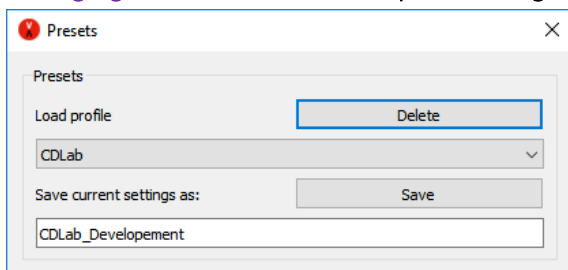 Presets
Presets
Load profile Delete
CDLab
Save current settings as: Save
CDLab_Developement